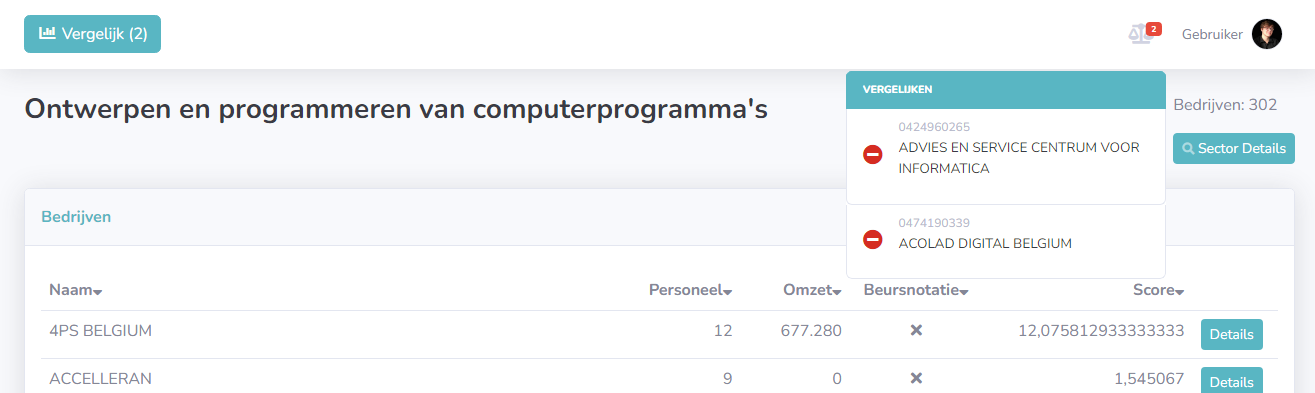 Vergelijk (2)
2
Gebruiker
Ontwerpen en programmeren van computerprogramma's
VERGELIJKEN
Bedrijven: 302
0424960265
ADVIES EN SERVICE CENTRUM VOOR
INFORMATICA
Sector Details
Bedrijven
0474190339
ACOLAD DIGITAL BELGIUM
Naam Personeel Omzet Beursnotatie Score
4PS BELGIUM 12 677.280 12,075812933333333 Details
ACCELLERAN 9 0 1,545067 Details